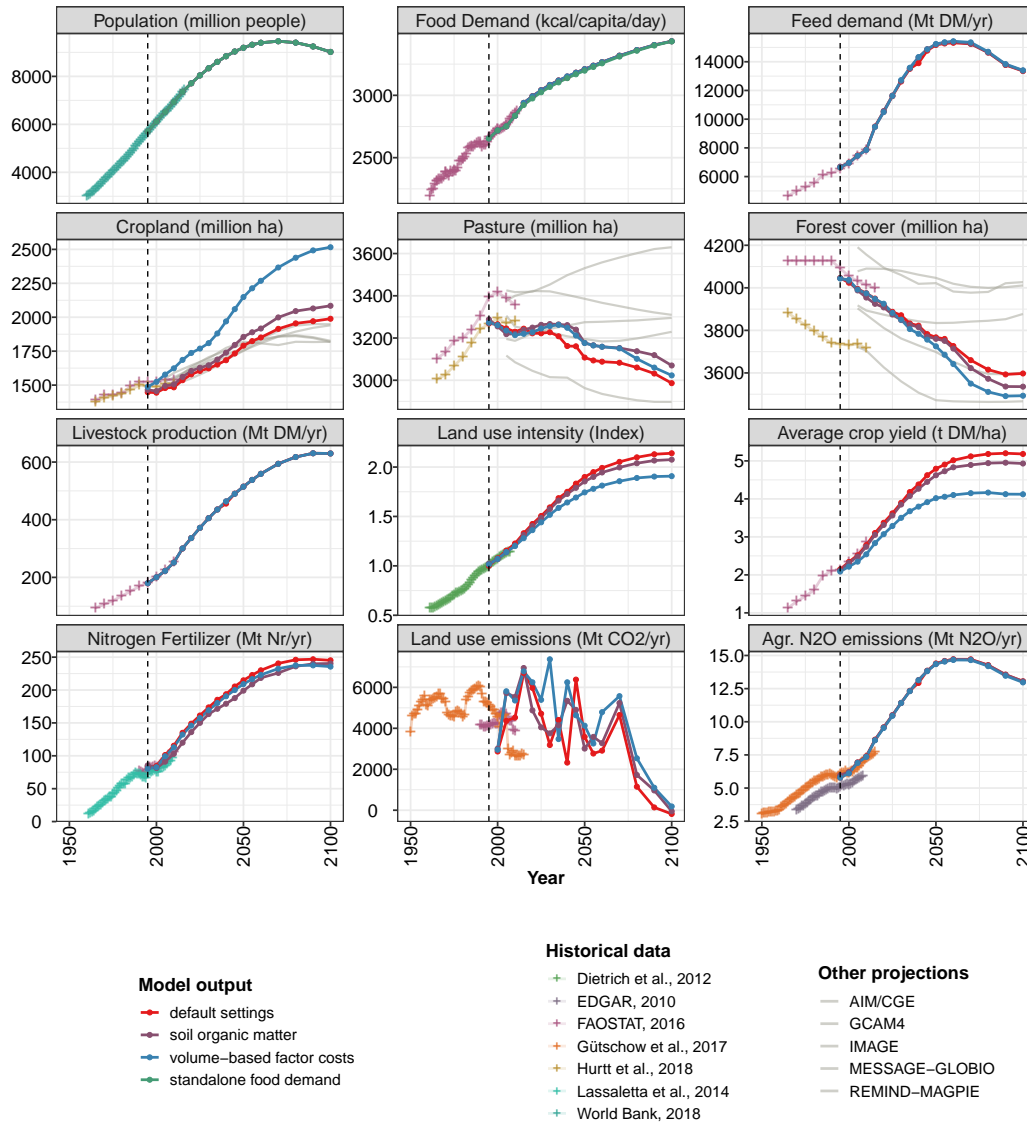 Population (million people)
Food Demand (kcal/capita/day)
Feed demand (Mt DM/yr)
8000
6000
4000
3000
2500
14000
12000
10000
8000
6000
Cropland (million ha)
Pasture (million ha)
Forest cover (million ha)
2500
2250
2000
1750
1500
3600
3400
3200
3000
4200
4000
3800
3600
Livestock production (Mt DM/yr)
Land use intensity (Index)
Average crop yield (t DM/ha)
600
400
200
2.0
1.5
1.0
0.5
5
4
3
2
1
Nitrogen Fertilizer (Mt Nr/yr)
Land use emissions (Mt CO2/yr)
Agr. N2O emissions (Mt N2O/yr)
250
200
150
100
50
0
6000
4000
2000
0
15.0
12.5
10.0
7.5
5.0
2.5
1950
2000
2050
2100
1950
2000
2050
2100
1950
2000
2050
2100
Year
Model output
default settings
soil organic matter
volume−based factor costs
standalone food demand
Historical data
Dietrich et al., 2012
EDGAR, 2010
FAOSTAT, 2016
Gütschow et al., 2017
Hurtt et al., 2018
Lassaletta et al., 2014
World Bank, 2018
Other projections
AIM/CGE
GCAM4
IMAGE
MESSAGE−GLOBIO
REMIND−MAGPIE